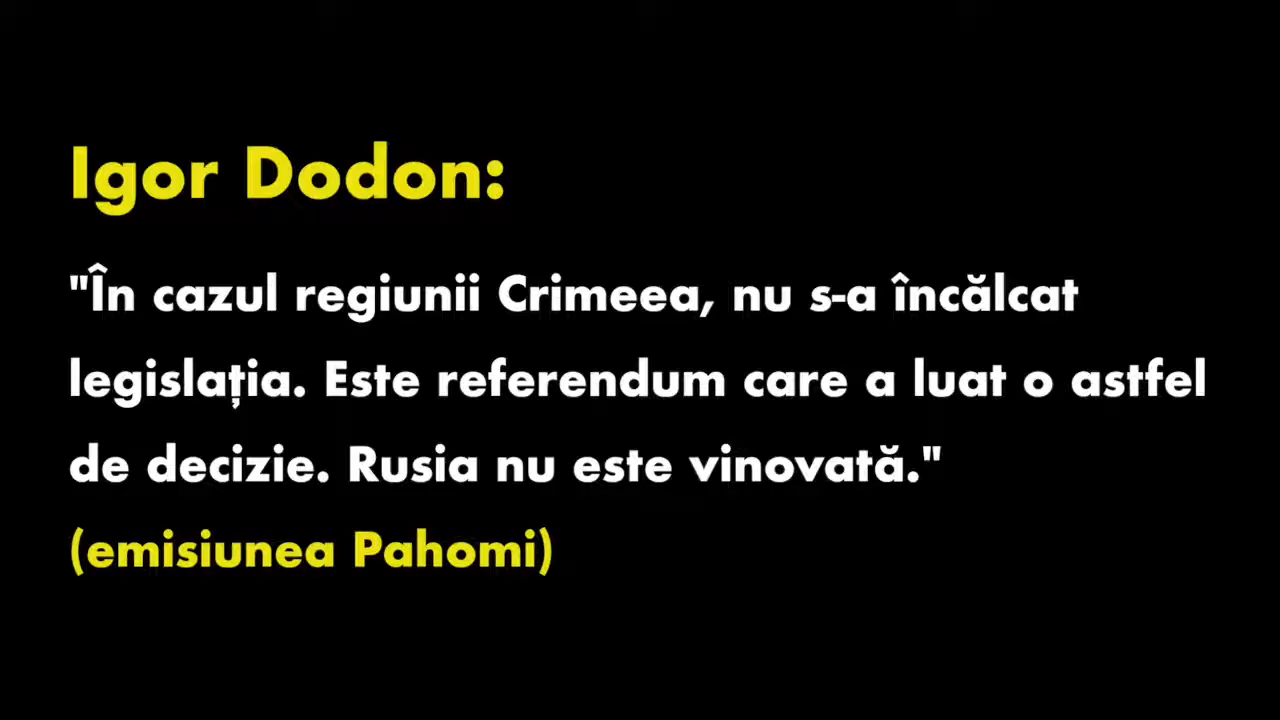 Igor Dodon:
"În cazul regiunii Crimeea, nu s-a încălcat
legislația. Este referendum care a luat o astfel
de decizie. Rusia nu este vinovată."
(emisiunea Pahomi)